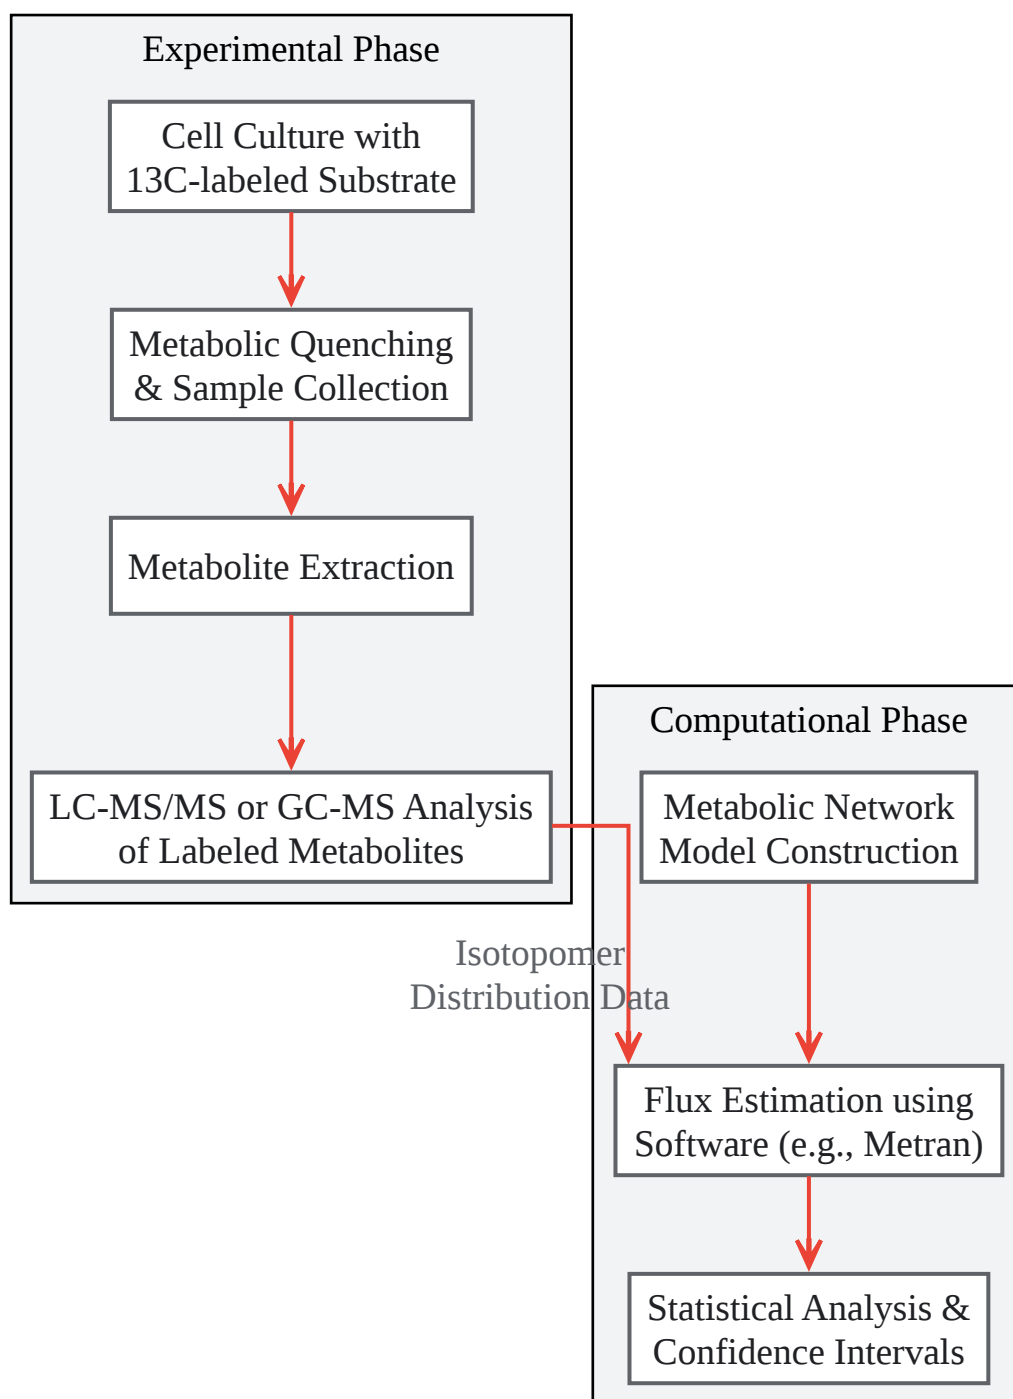 Experimental Phase
Cell Culture with
13C-labeled Substrate
Metabolic Quenching
& Sample Collection
Metabolite Extraction
LC-MS/MS or GC-MS Analysis
of Labeled Metabolites
Isotopomer
Distribution Data
Computational Phase
Metabolic Network
Model Construction
Flux Estimation using
Software (e.g., Metran)
Statistical Analysis &
Confidence Intervals